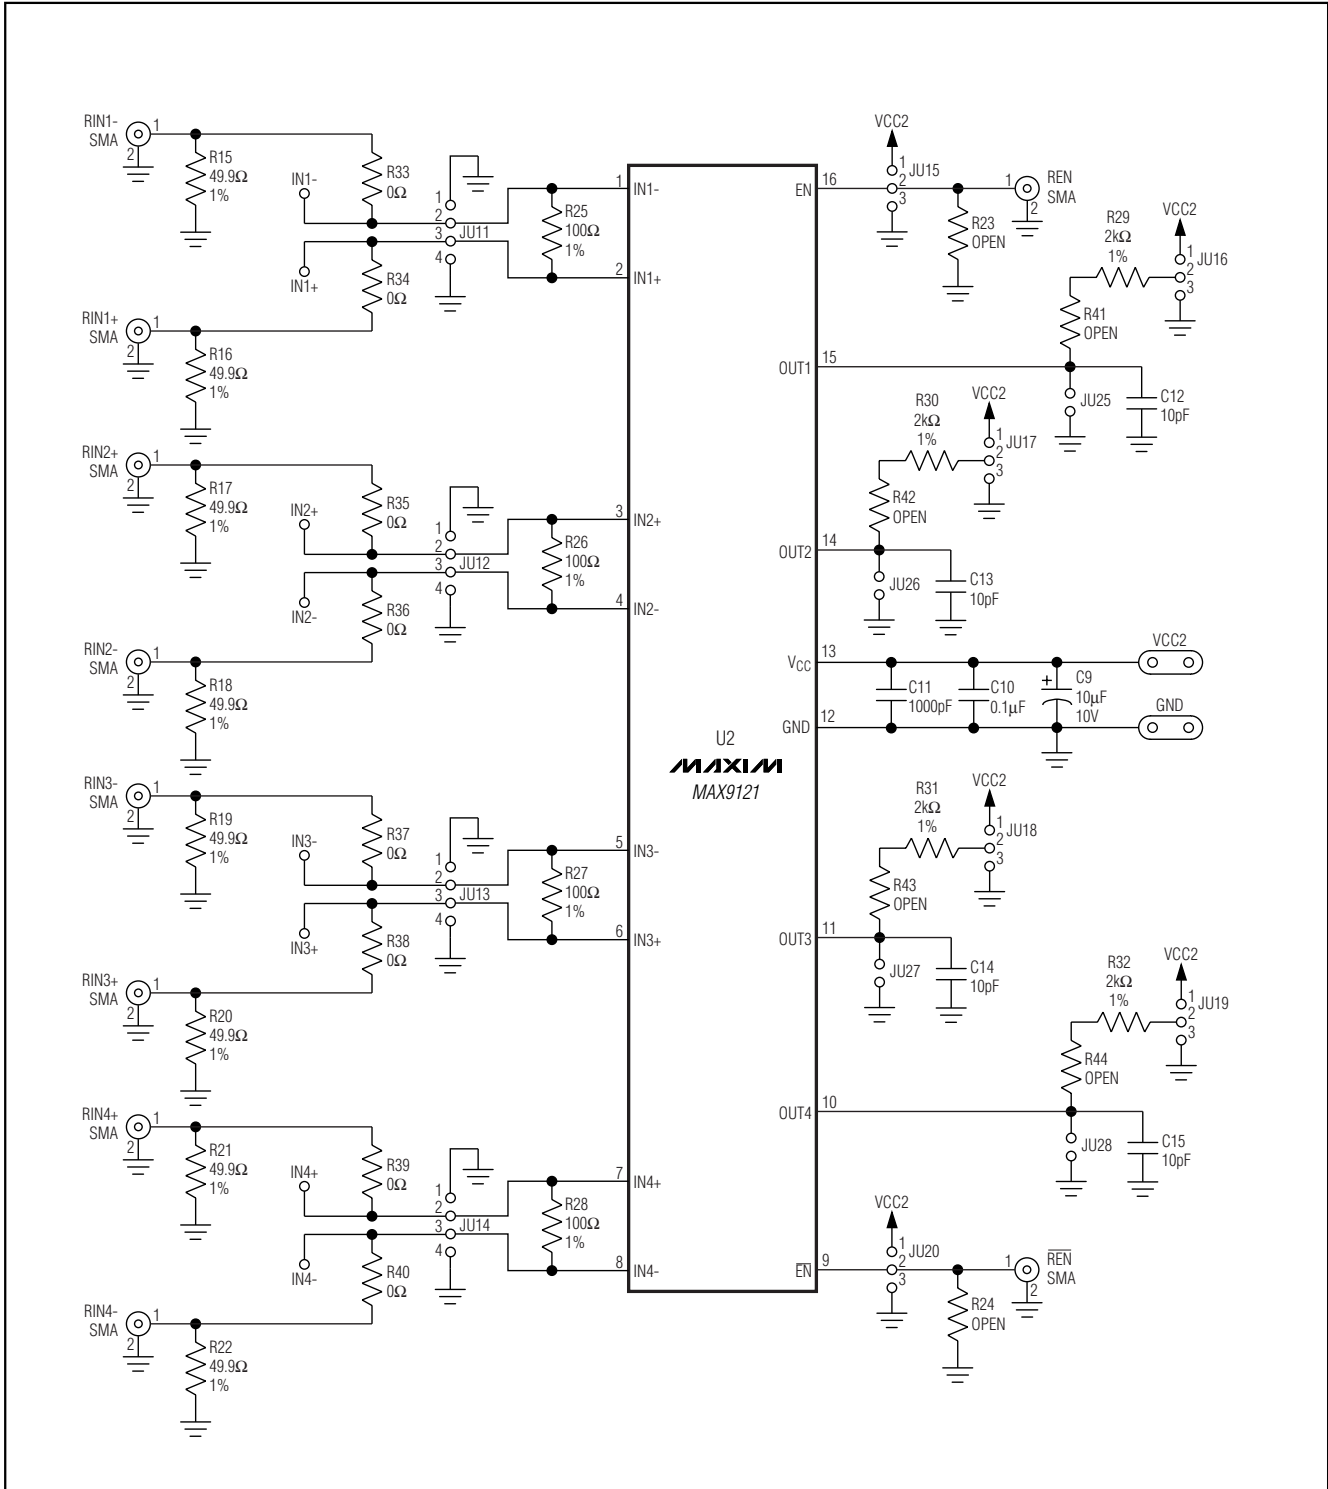 RIN1-
SMA
1
2
R15
49.9Ω
1%
R33
0Ω
IN1-
IN1+
R34
0Ω
1
2
3
4
JU11
R25
100Ω
1%
RIN1+
SMA
1
2
R16
49.9Ω
1%
RIN2+
SMA
1
2
R17
49.9Ω
1%
R35
0Ω
IN2+
IN2-
R36
0Ω
1
2
3
4
JU12
R26
100Ω
1%
RIN2-
SMA
1
2
R18
49.9Ω
1%
RIN3-
SMA
1
2
R19
49.9Ω
1%
R37
0Ω
IN3-
IN3+
R38
0Ω
1
2
3
4
JU13
R27
100Ω
1%
RIN3+
SMA
1
2
R20
49.9Ω
1%
RIN4+
SMA
1
2
R21
49.9Ω
1%
R39
0Ω
IN4+
IN4-
R40
0Ω
1
2
3
4
JU14
R28
100Ω
1%
RIN4-
SMA
1
2
R22
49.9Ω
1%
1 IN1-
2 IN1+
3 IN2+
4 IN2-
5 IN3-
6 IN3+
7 IN4+
8 IN4-
U2
MAXIM
MAX9121
EN 16
OUT1 15
OUT2 14
VCC 13
GND 12
OUT3 11
OUT4 10
EN 9
VCC2
1
2
3
JU15
R23
OPEN
1
2
REN
SMA
R29
2kΩ
1%
VCC2
1
2
3
JU16
R41
OPEN
JU25
C12
10pF
R30
2kΩ
1%
VCC2
1
2
3
JU17
R42
OPEN
JU26
C13
10pF
C11
1000pF
C10
0.1µF
+
C9
10µF
10V
VCC2
GND
R31
2kΩ
1%
VCC2
1
2
3
JU18
R43
OPEN
JU27
C14
10pF
R32
2kΩ
1%
VCC2
1
2
3
JU19
R44
OPEN
JU28
C15
10pF
VCC2
1
2
3
JU20
R24
OPEN
1
2
REN
SMA